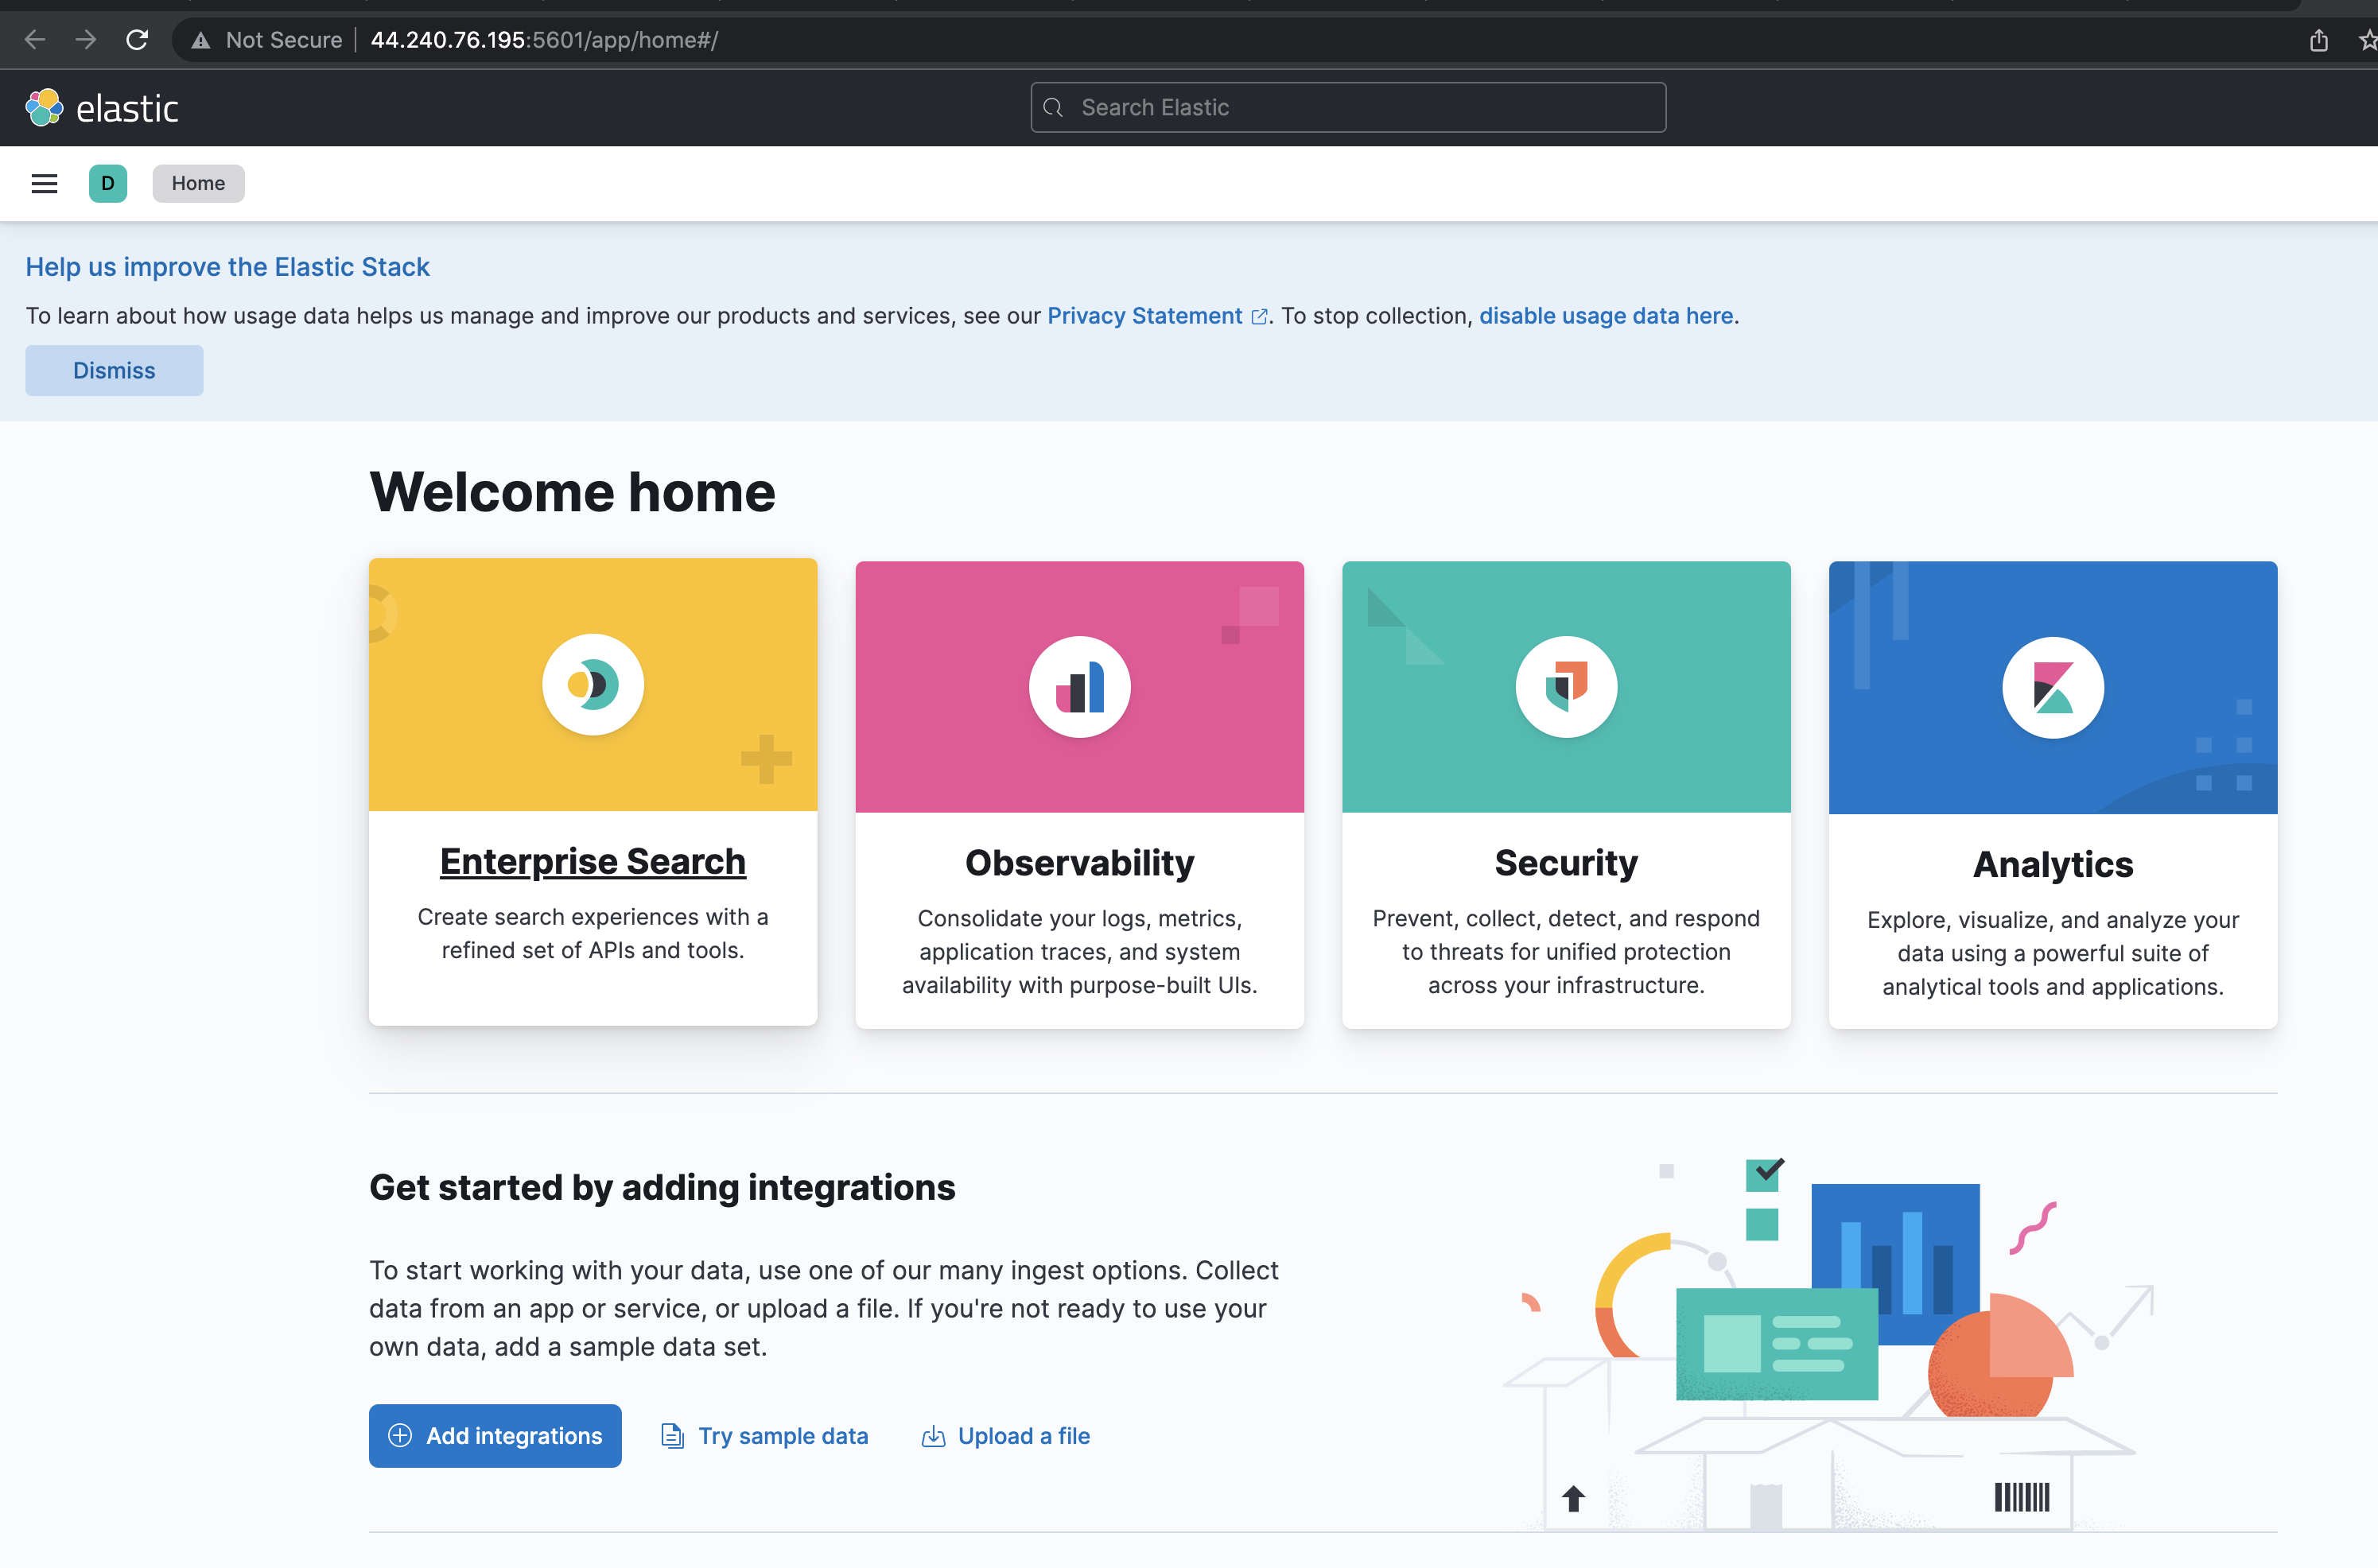 Not Secure | 44.240.76.195:5601/app/home#/
elastic
Search Elastic
D
Home
Help us improve the Elastic Stack
To learn about how usage data helps us manage and improve our products and services, see our Privacy Statement. To stop collection, disable usage data here.
Dismiss
Welcome home
Enterprise Search
Create search experiences with a
refined set of APIs and tools.
Observability
Consolidate your logs, metrics,
application traces, and system
availability with purpose-built UIs.
Security
Prevent, collect, detect, and respond
to threats for unified protection
across your infrastructure.
Analytics
Explore, visualize, and analyze your
data using a powerful suite of
analytical tools and applications.
Get started by adding integrations
To start working with your data, use one of our many ingest options. Collect
data from an app or service, or upload a file. If you're not ready to use your
own data, add a sample data set.
Add integrations
Try sample data
Upload a file